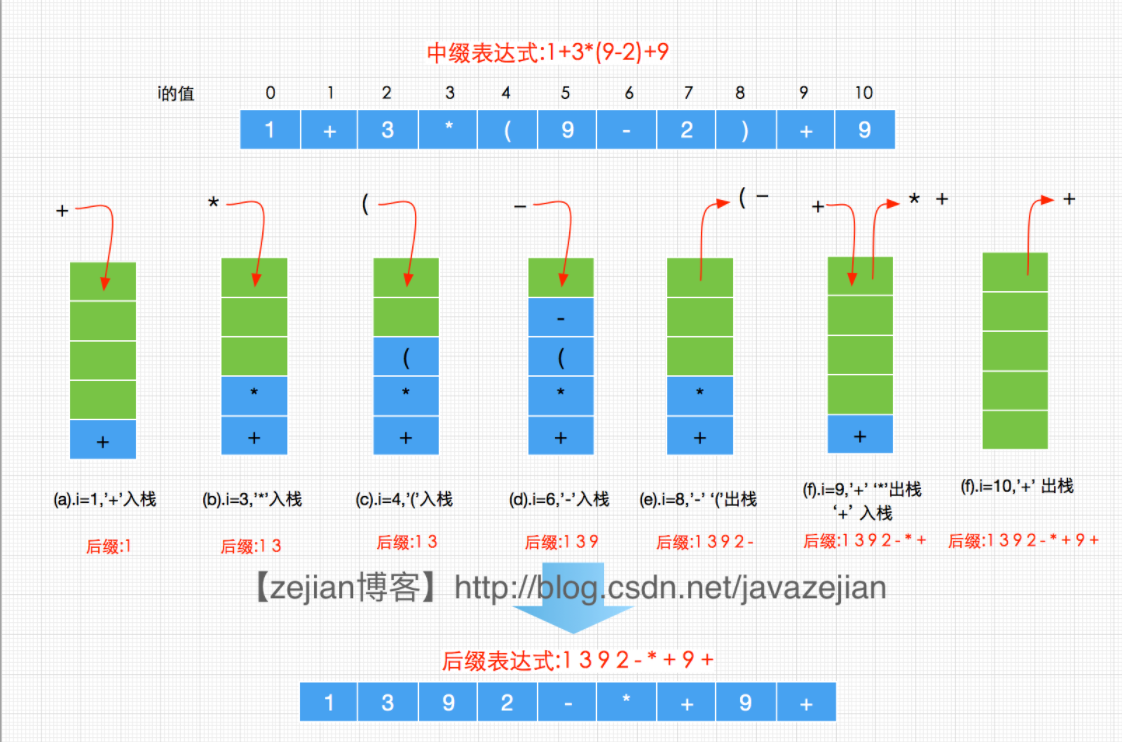 中缀表达式:1+3*(9-2)+9
i的值 0 1 2 3 4 5 6 7 8 9 10
1 + 3 * ( 9 - 2 ) + 9
+ * ( − − ( − + * + +
-
( (
* * * *
+ + + + + +
(a).i=1,'+'入栈 (b).i=3,'*'入栈 (c).i=4,'('入栈 (d).i=6,'-'入栈 (e).i=8,'-' '('出栈 (f).i=9,'+' '*'出栈 (f).i=10,'+' 出栈
'+' 入栈
后缀:1 后缀:1 3 后缀:1 3 后缀:1 3 9 后缀:1 3 9 2 - 后缀:1 3 9 2 - * + 后缀:1 3 9 2 - * + 9 +
【zejian博客】http://blog.csdn.net/javazejian
后缀表达式:1 3 9 2 - * + 9 +
1 3 9 2 - * + 9 +